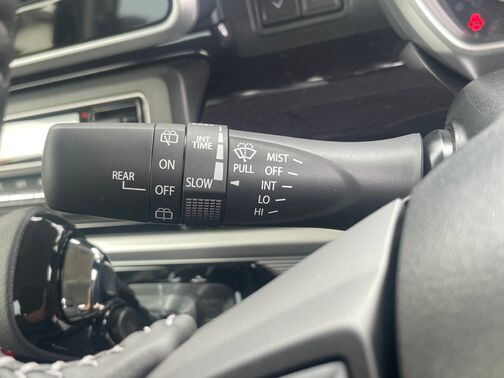 INT
TIME
SLOW
ON
REAR
OFF
PULL
MIST
OFF
INT
LO
HI